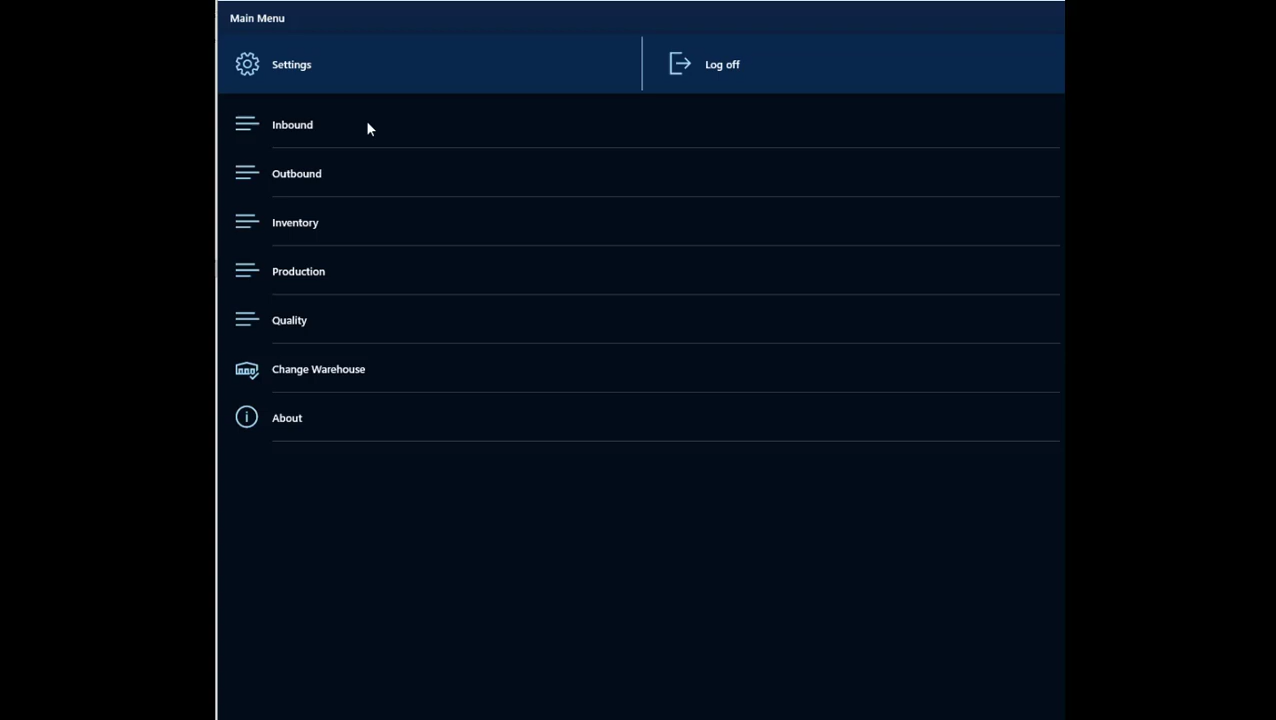 Main Menu
Settings
Log off
Inbound
Outbound
Inventory
Production
Quality
Change Warehouse
About